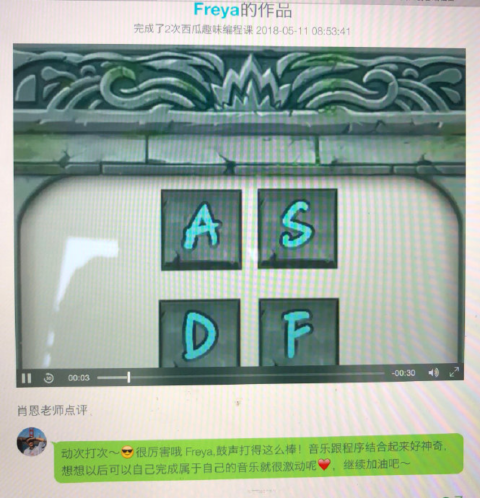 Freya的作品
完成了2次西瓜趣味编程课 2018-05-11 08:53:41
A S
D F
00:03
-00:30
肖恩老师点评
动次打次～😎很厉害哦 Freya,鼓声打得这么棒！音乐跟程序结合起来好神奇,
想想以后可以自己完成属于自己的音乐就很激动呢❤️，继续加油吧～